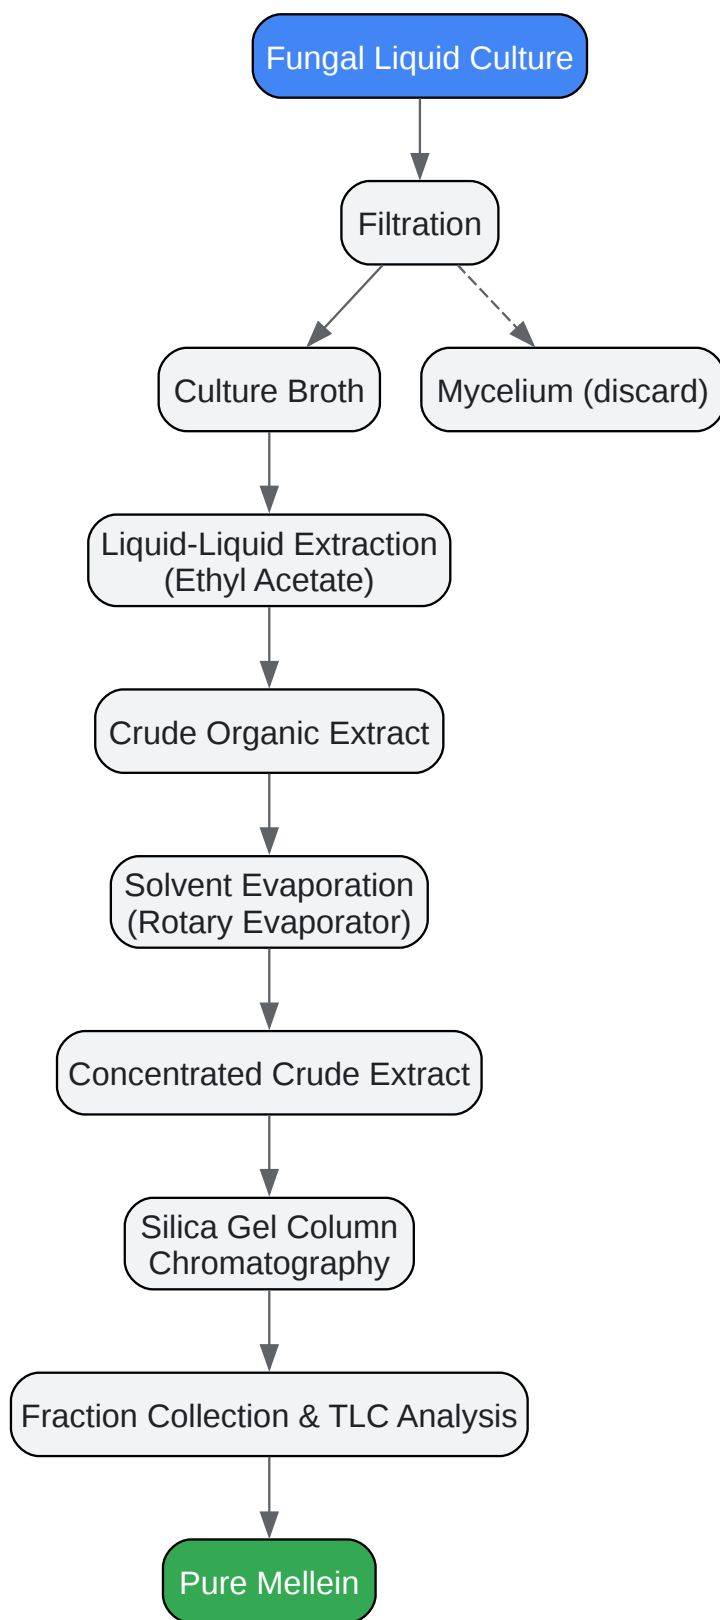 Fungal Liquid Culture
Filtration
Culture Broth
Mycelium (discard)
Liquid-Liquid Extraction
(Ethyl Acetate)
Crude Organic Extract
Solvent Evaporation
(Rotary Evaporator)
Concentrated Crude Extract
Silica Gel Column
Chromatography
Fraction Collection & TLC Analysis
Pure Mellein